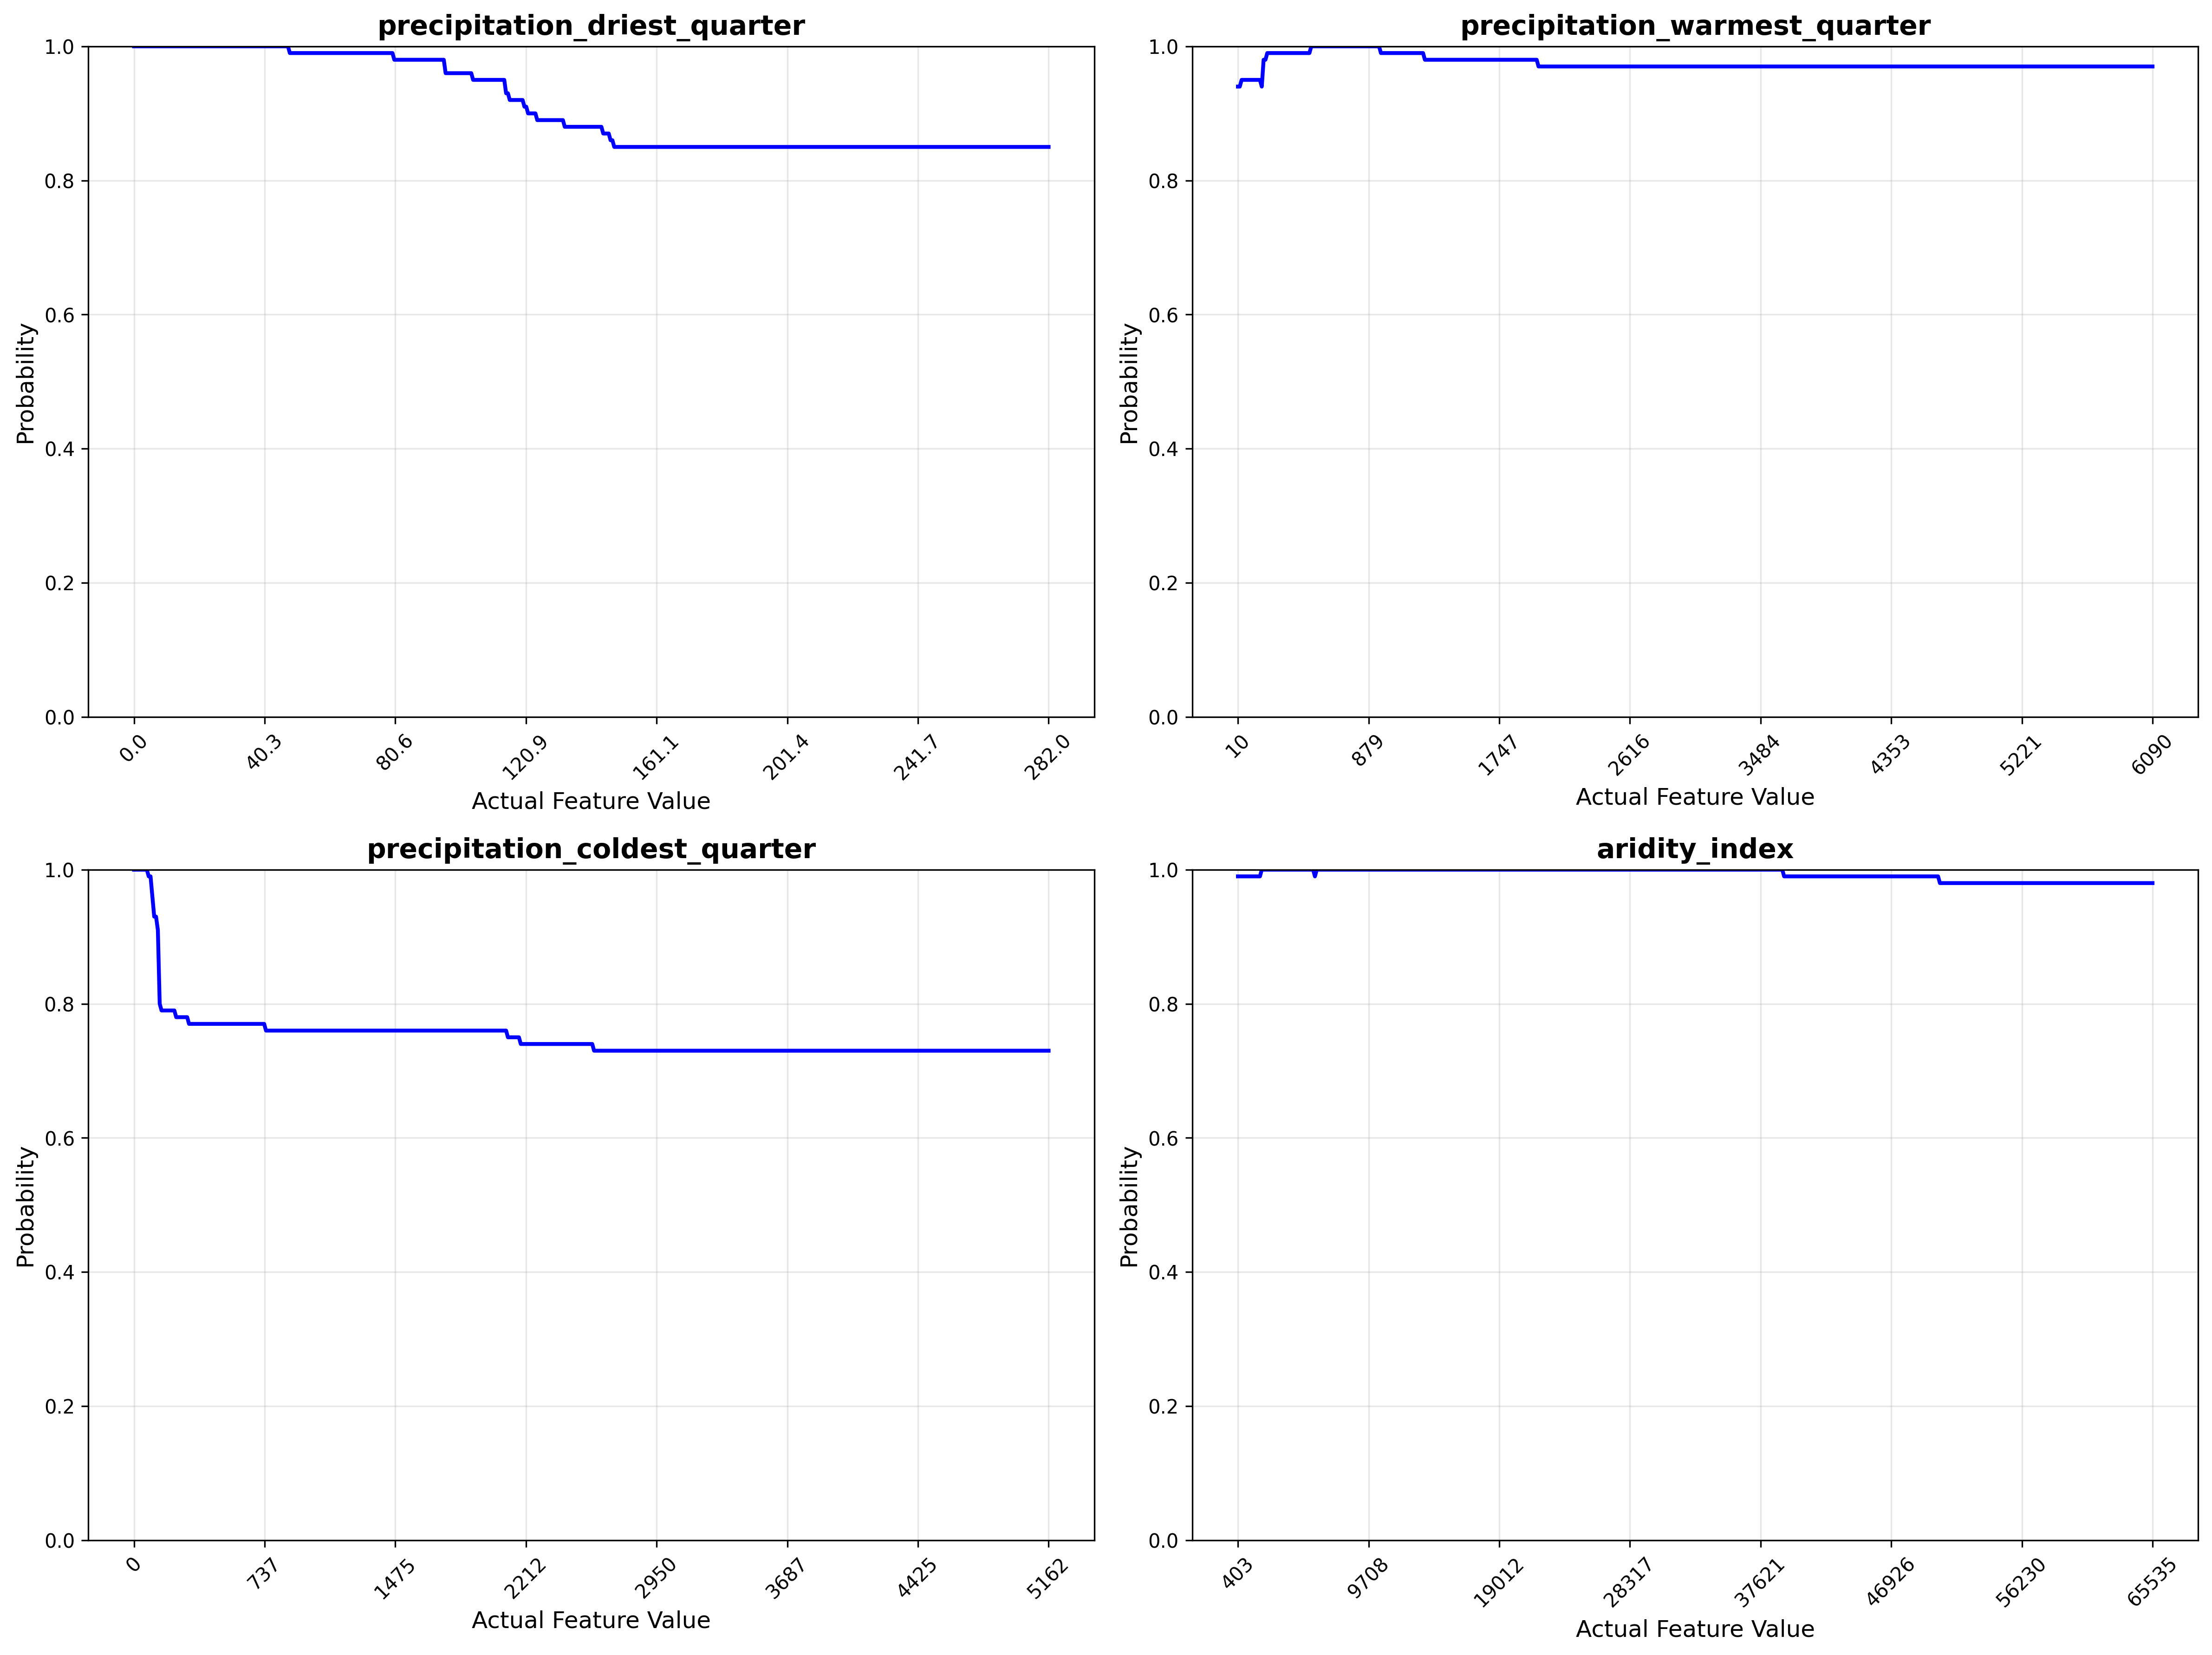 precipitation_driest_quarter
1.0
0.8
0.6
0.4
0.2
0.0
Probability
0.0 40.3 80.6 120.9 161.1 201.4 241.7 282.0
Actual Feature Value
precipitation_warmest_quarter
1.0
0.8
0.6
0.4
0.2
0.0
Probability
10 879 1747 2616 3484 4353 5221 6090
Actual Feature Value
precipitation_coldest_quarter
1.0
0.8
0.6
0.4
0.2
0.0
Probability
0 737 1475 2212 2950 3687 4425 5162
Actual Feature Value
aridity_index
1.0
0.8
0.6
0.4
0.2
0.0
Probability
403 9708 19012 28317 37621 46926 56230 65535
Actual Feature Value